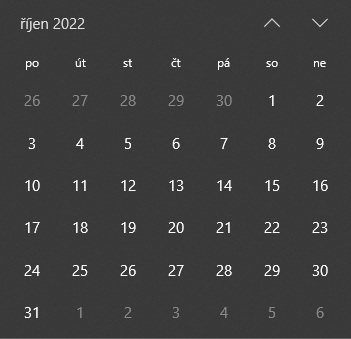 říjen 2022
po út st čt pá so ne
26 27 28 29 30 1 2
3 4 5 6 7 8 9
10 11 12 13 14 15 16
17 18 19 20 21 22 23
24 25 26 27 28 29 30
31 1 2 3 4 5 6